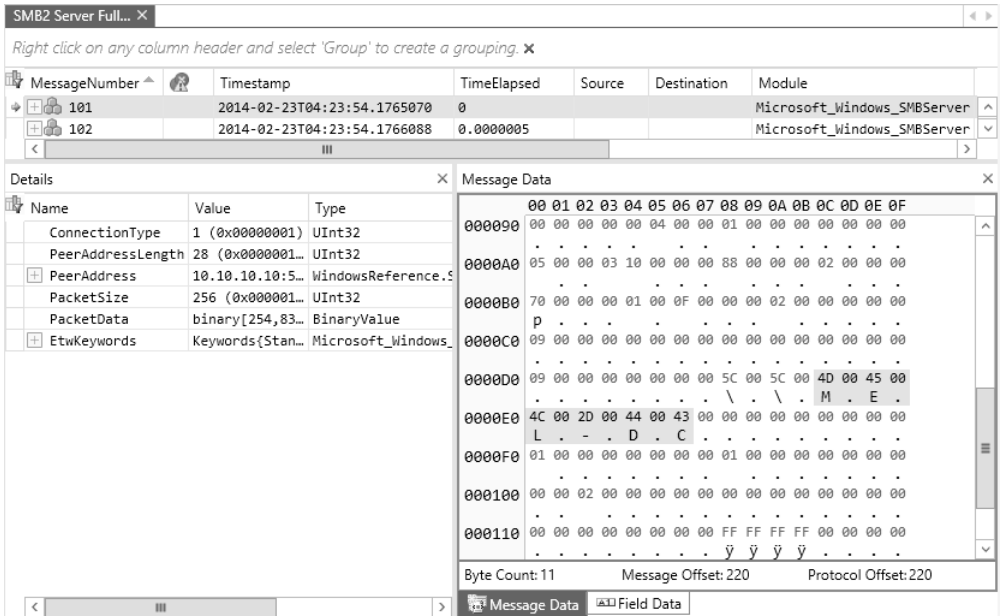 SMB2 Server Full... ×
Right click on any column header and select 'Group' to create a grouping. ×
MessageNumber Timestamp TimeElapsed Source Destination Module
101 2014-02-23T04:23:54.1765070 0 Microsoft_Windows_SMBServer
102 2014-02-23T04:23:54.1766088 0.0000005 Microsoft_Windows_SMBServer
Details ×
Name Value Type
ConnectionType 1 (0x00000001) UInt32
PeerAddressLength 28 (0x0000001... UInt32
PeerAddress 10.10.10.10:5... WindowsReference.S
PacketSize 256 (0x000001... UInt32
PacketData binary[254,83... BinaryValue
EtwKeywords Keywords{Stan... Microsoft_Windows_
Message Data ×
00 01 02 03 04 05 06 07 08 09 0A 0B 0C 0D 0E 0F
000090 00 00 00 00 00 04 00 00 01 00 00 00 00 00 00 00
. . . . . . . . . . . . . .
0000A0 05 00 00 03 10 00 00 00 88 00 00 00 02 00 00 00
. . . . . . . . . . .
0000B0 70 00 00 00 01 00 0F 00 00 00 02 00 00 00 00 00
p . . . . . . . . . . . . .
0000C0 09 00 00 00 00 00 00 00 00 00 00 00 00 00 00 00
. . . . . . . . . . . . . . .
0000D0 09 00 00 00 00 00 00 00 5C 00 5C 00 4D 00 45 00
. . . . . . . \ . \ . M . E .
0000E0 4C 00 2D 00 44 00 43 00 00 00 00 00 00 00 00 00
L . - . D . C . . . . . . . . .
0000F0 01 00 00 00 00 00 00 00 01 00 00 00 00 00 00 00
. . . . . . . . . . . . . .
000100 00 00 02 00 00 00 00 00 00 00 00 00 00 00 00 00
. . . . . . . . . . . . . . .
000110 00 00 00 00 00 00 00 00 FF FF FF FF 00 00 00 00
. . . . . . . . ÿ ÿ ÿ ÿ . . . .
Byte Count: 11 Message Offset: 220 Protocol Offset: 220
Message Data Field Data